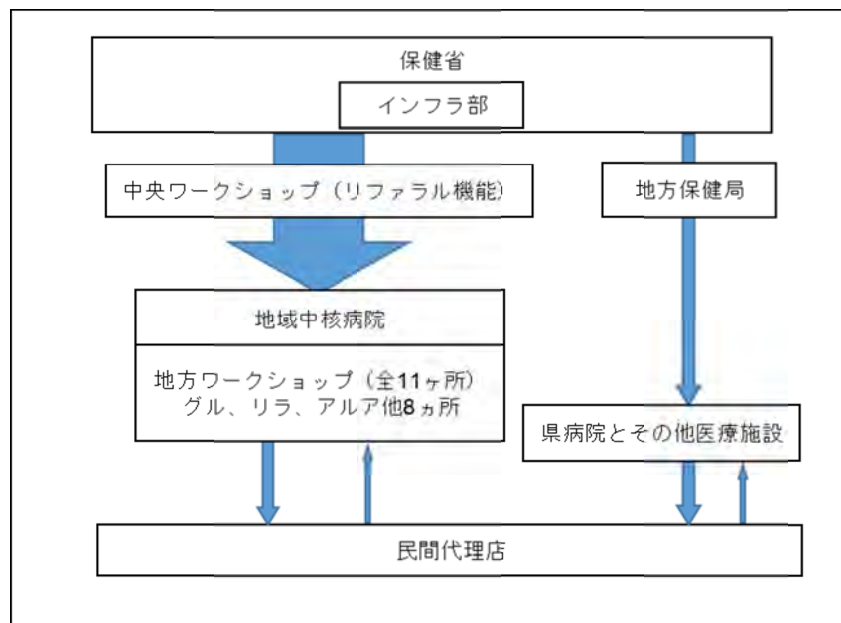 保健省
インフラ部
中央ワークショップ（リファラル機能）
地方保健局
地域中核病院
地方ワークショップ（全11ヶ所）
グル、リラ、アルア他8ヵ所
県病院とその他医療施設
民間代理店